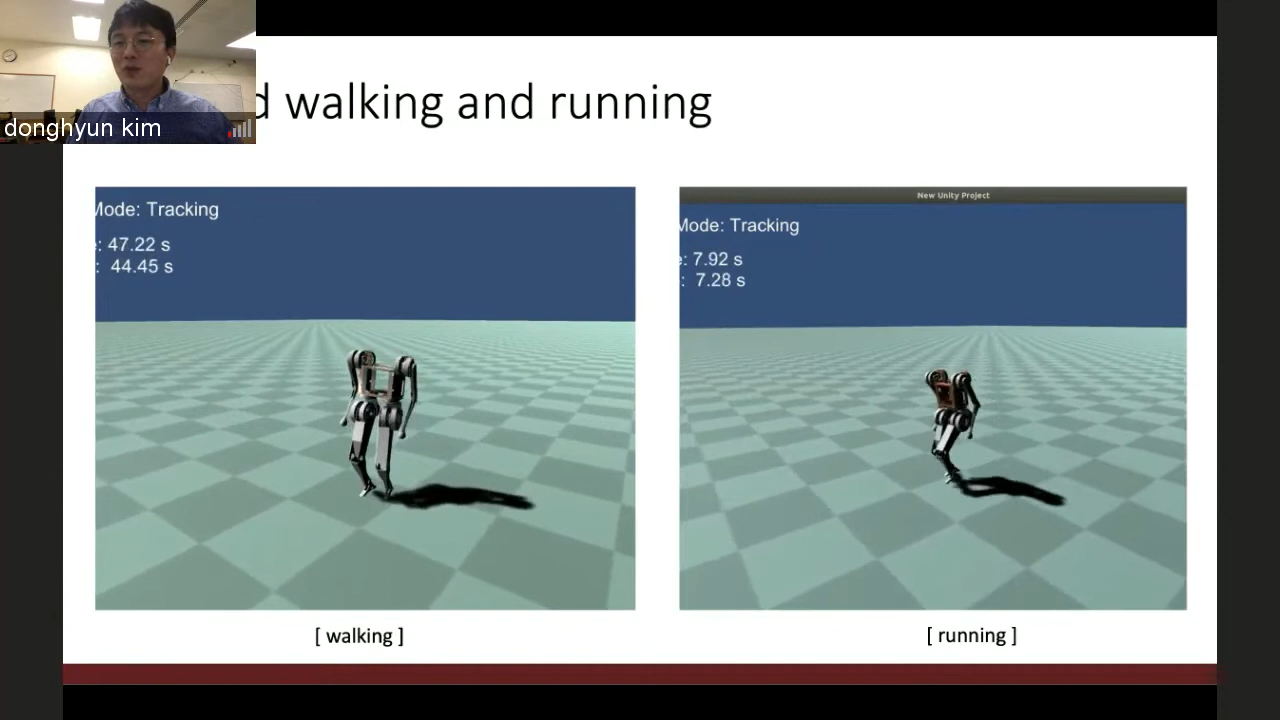 donghyun kim
d walking and running
Mode: Tracking
e: 47.22 s
: 44.45 s
New Unity Project
Mode: Tracking
e: 7.92 s
: 7.28 s
[ walking ]
[ running ]